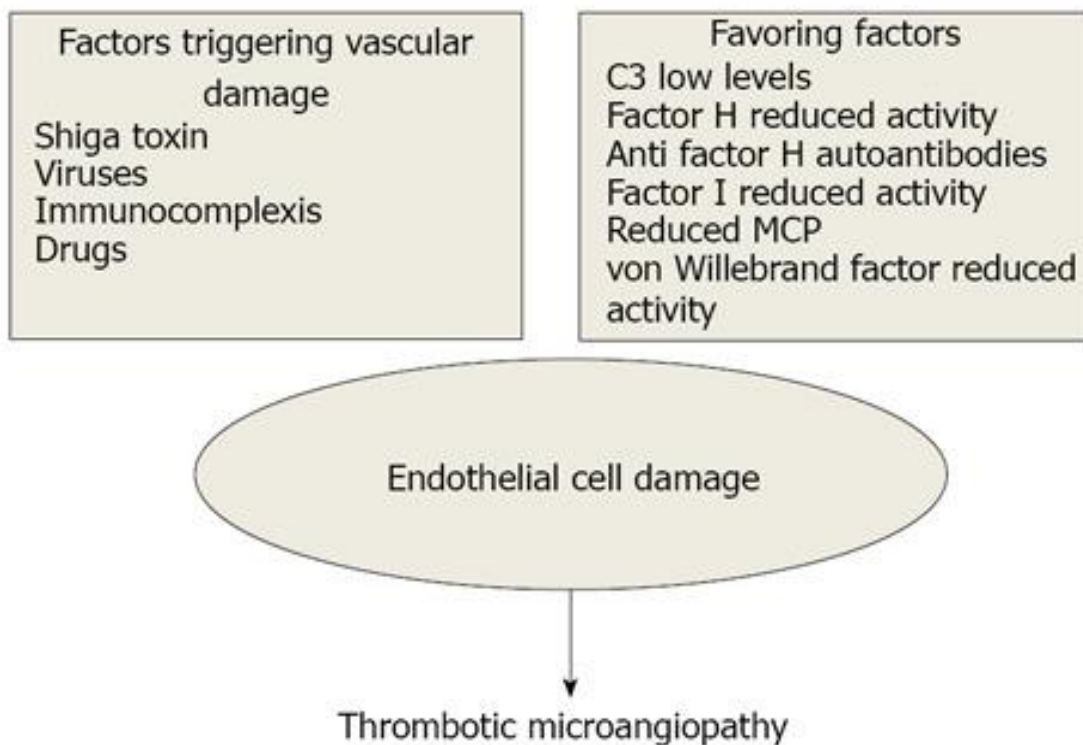 Factors triggering vascular
damage
Shiga toxin
Viruses
Immunocomplexis
Drugs
Favoring factors
C3 low levels
Factor H reduced activity
Anti factor H autoantibodies
Factor I reduced activity
Reduced MCP
von Willebrand factor reduced
activity
Endothelial cell damage
Thrombotic microangiopathy